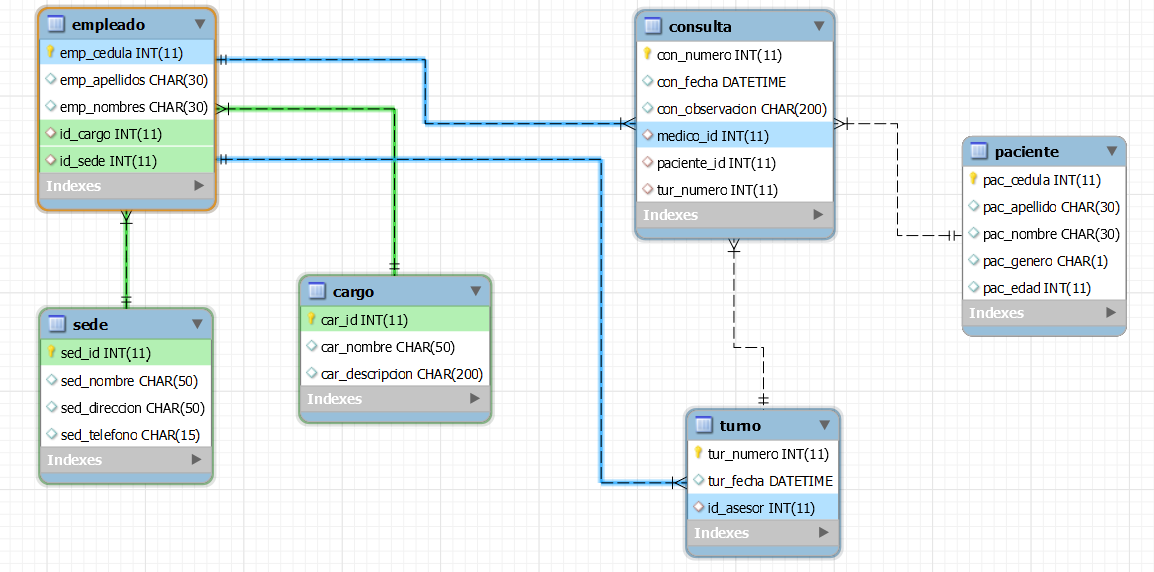 empleado
emp_cedula INT(11)
emp_apellidos CHAR(30)
emp_nombres CHAR(30)
id_cargo INT(11)
id_sede INT(11)
Indexes
consulta
con_numero INT(11)
con_fecha DATETIME
con_observacion CHAR(200)
medico_id INT(11)
paciente_id INT(11)
tur_numero INT(11)
Indexes
paciente
pac_cedula INT(11)
pac_apellido CHAR(30)
pac_nombre CHAR(30)
pac_genero CHAR(1)
pac_edad INT(11)
Indexes
sede
sed_id INT(11)
sed_nombre CHAR(50)
sed_direccion CHAR(50)
sed_telefono CHAR(15)
Indexes
cargo
car_id INT(11)
car_nombre CHAR(50)
car_descripcion CHAR(200)
Indexes
turno
tur_numero INT(11)
tur_fecha DATETIME
id_asesor INT(11)
Indexes